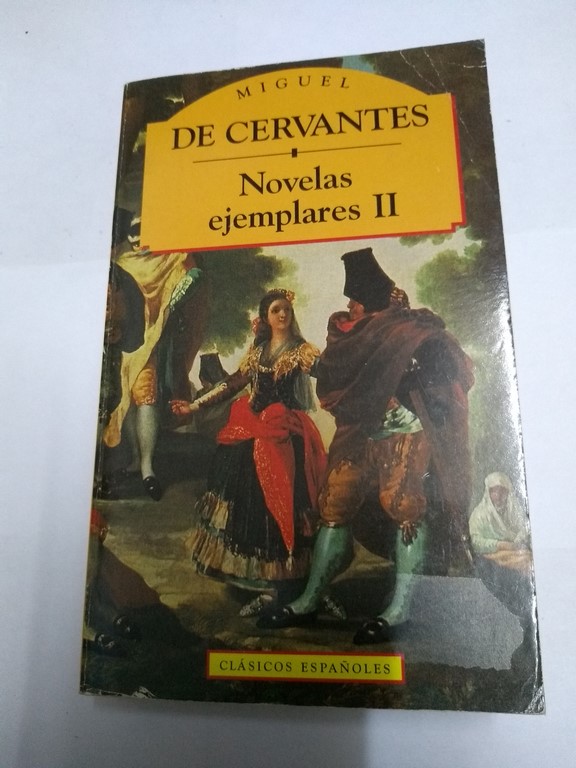 MIGUEL
DE CERVANTES
Novelas
ejemplares II
CLÁSICOS ESPAÑOLES